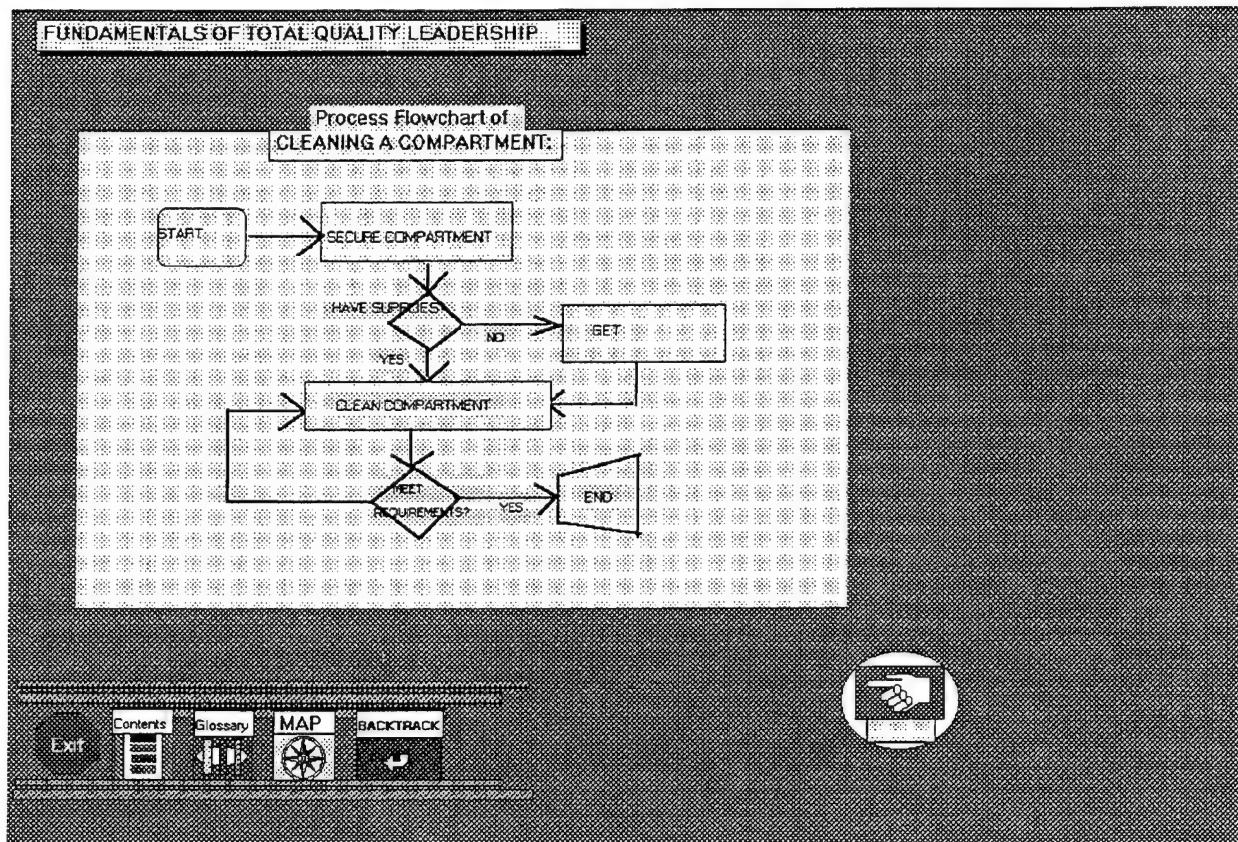 FUNDAMENTALS OF TOTAL QUALITY LEADERSHIP
Process Flowchart of
CLEANING A COMPARTMENT:
START
SECURE COMPARTMENT
HAVE SUPPLIES
NO
GET
YES
CLEAN COMPARTMENT
MEET
REQUIREMENTS?
YES
END
Exit
Contents
Glossary
MAP
BACKTRACK